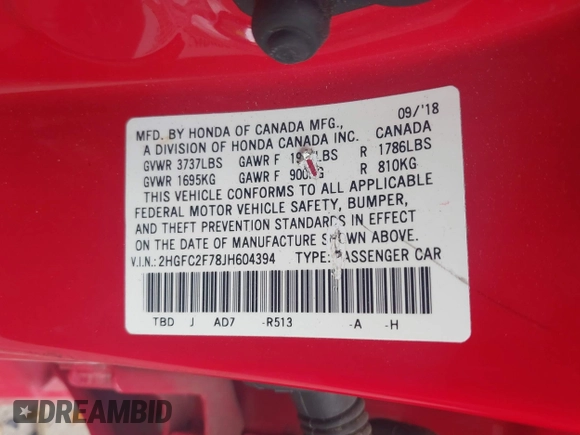 09/'18
MFD. BY HONDA OF CANADA MFG.,
A DIVISION OF HONDA CANADA INC. CANADA
GVWR 3737LBS GAWR F R 1786LBS
GVWR 1695KG GAWR F R 810KG
THIS VEHICLE CONFORMS TO ALL APPLICABLE
FEDERAL MOTOR VEHICLE SAFETY, BUMPER,
AND THEFT PREVENTION STANDARDS IN EFFECT
ON THE DATE OF MANUFACTURE SHOWN ABOVE.
V.I.N.: 2HGFC2F78JH604394 TYPE: PASSENGER CAR
TBD J AD7 -R513 -A -H
DREAMBID